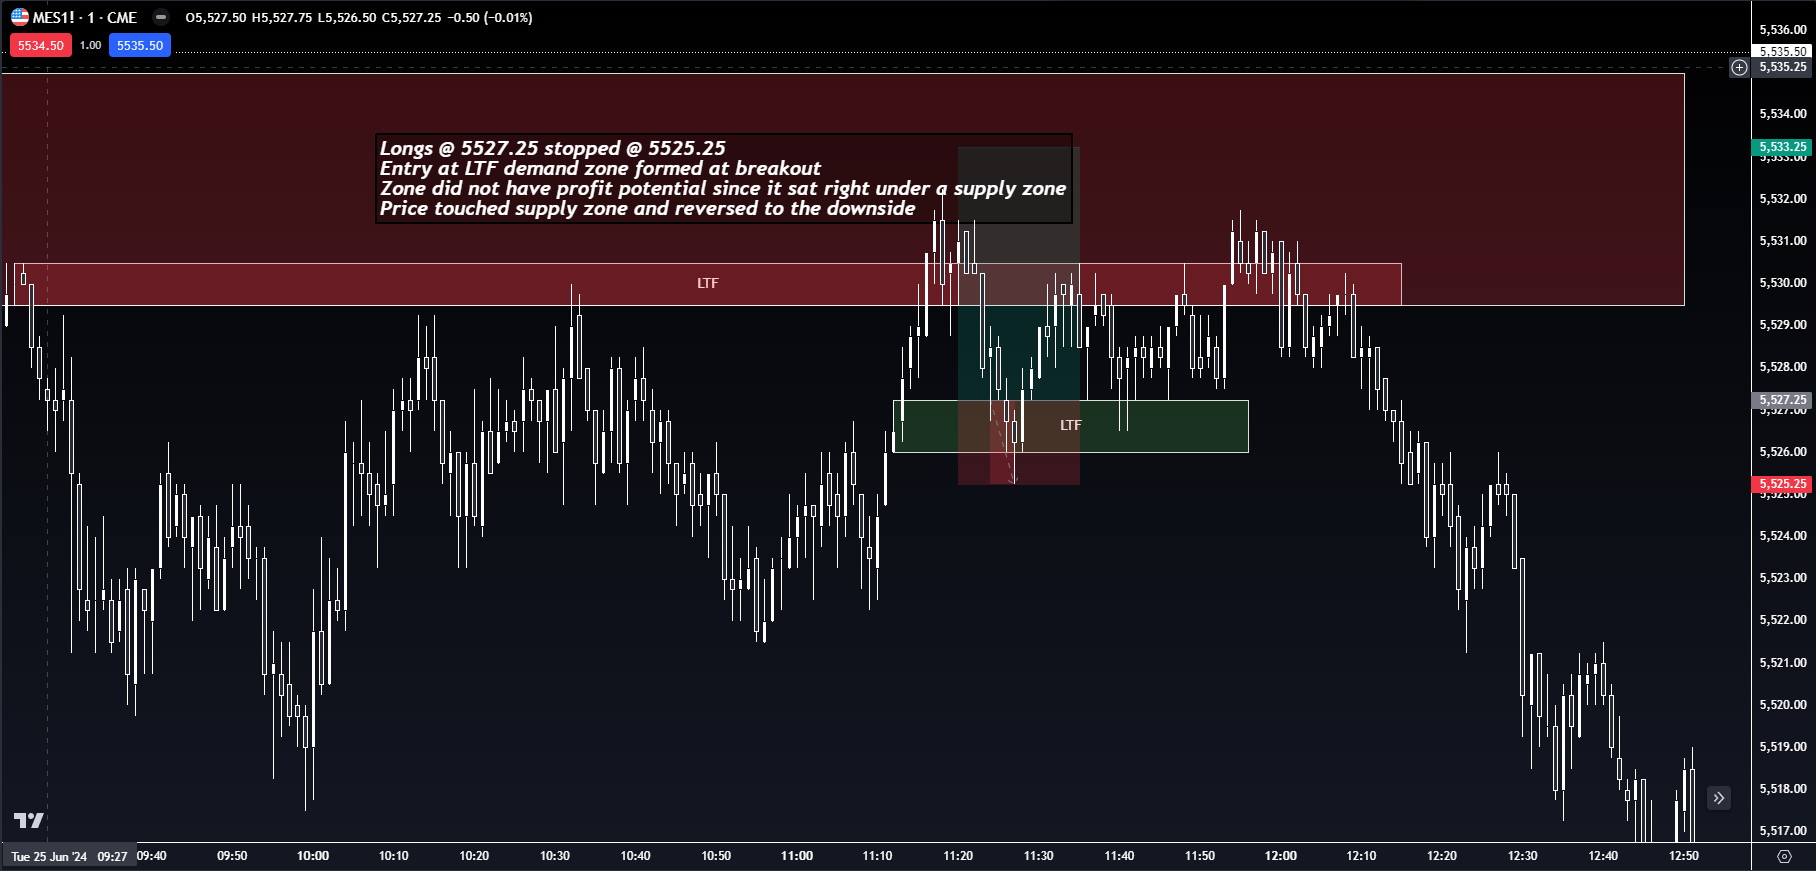 MES1! · 1 · CME
O5,527.50 H5,527.75 L5,526.50 C5,527.25 −0.50 (−0.01%)
5534.50 1.00 5535.50
5,536.00
5,535.50
5,535.25
5,534.00
5,533.25
5,533.00
5,532.00
5,531.00
5,530.00
5,529.00
5,528.00
5,527.25
5,527.00
5,526.00
5,525.25
5,525.00
5,524.00
5,523.00
5,522.00
5,521.00
5,520.00
5,519.00
5,518.00
5,517.00
Longs @ 5527.25 stopped @ 5525.25
Entry at LTF demand zone formed at breakout
Zone did not have profit potential since it sat right under a supply zone
Price touched supply zone and reversed to the downside
LTF
LTF
Tue 25 Jun '24 09:27 09:40 09:50 10:00 10:10 10:20 10:30 10:40 10:50 11:00 11:10 11:20 11:30 11:40 11:50 12:00 12:10 12:20 12:30 12:40 12:50